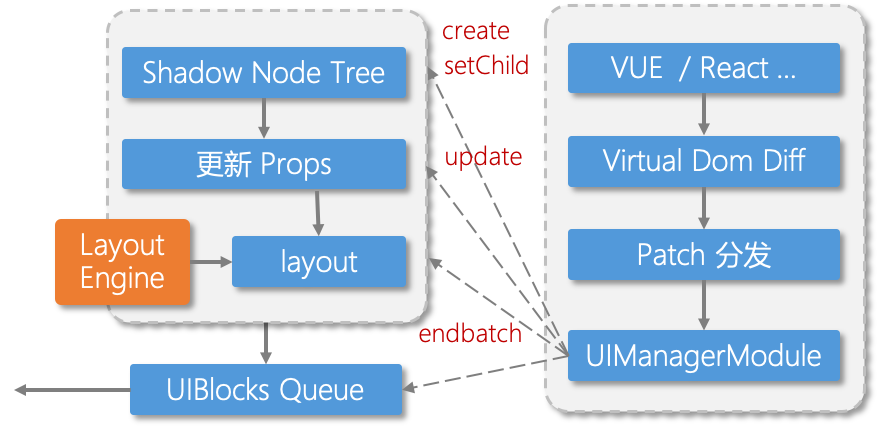 Shadow Node Tree
更新 Props
Layout
Engine
layout
UIBlocks Queue
create
setChild
update
endbatch
VUE / React ...
Virtual Dom Diff
Patch 分发
UIManagerModule